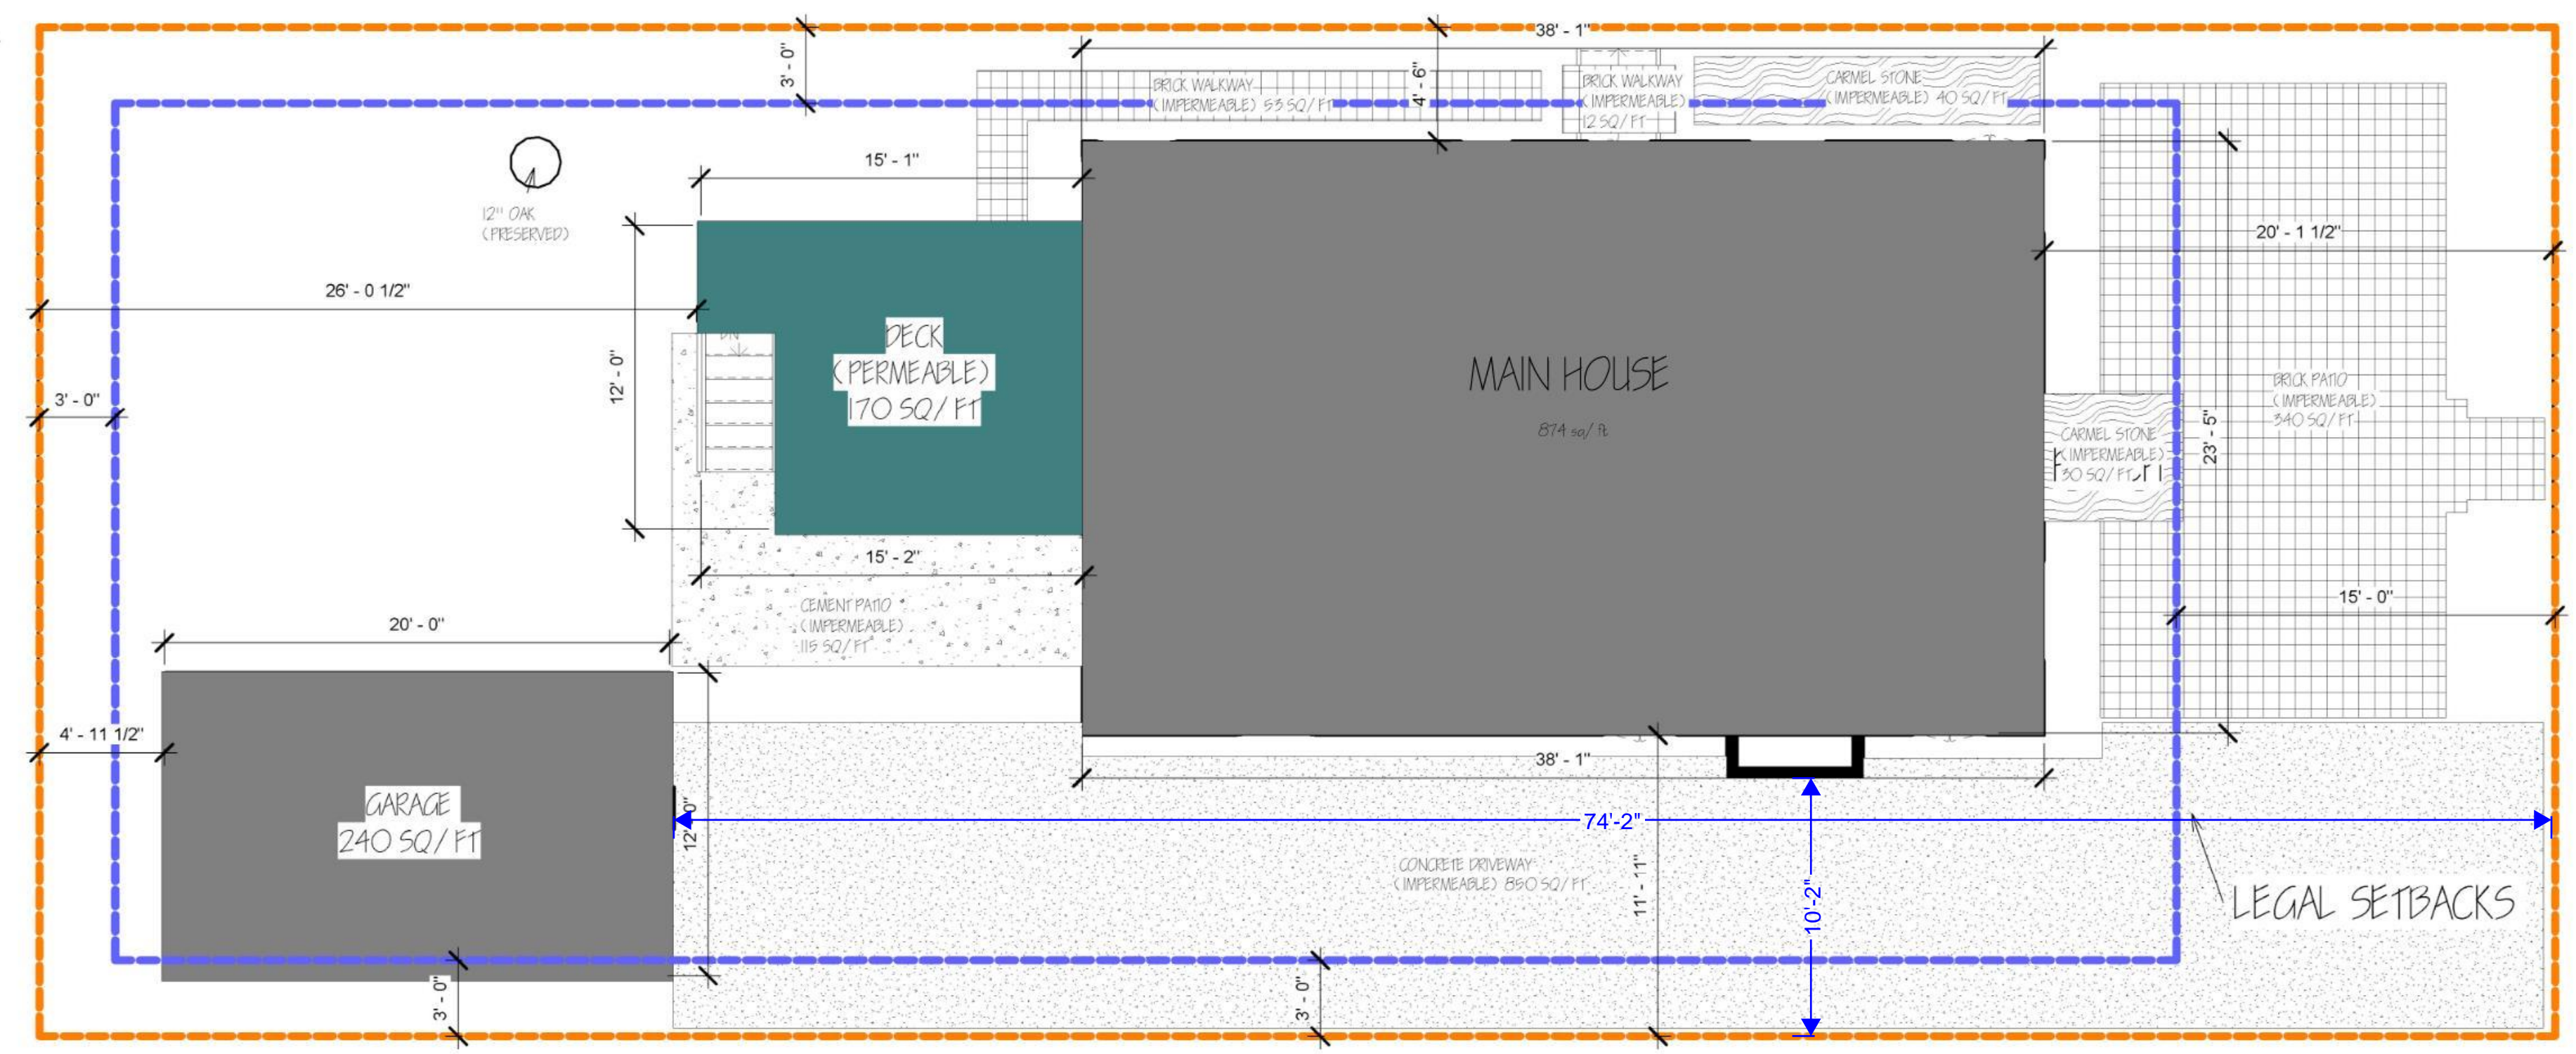 38' - 1"
3' - 0"
4' - 6"
BRICK WALKWAY
(IMPERMEABLE) 53 SQ/FT
BRICK WALKWAY
(IMPERMEABLE)
12 SQ/FT
CARMEL STONE
(IMPERMEABLE) 40 SQ/FT
15' - 1"
12" OAK
(PRESERVED)
20' - 1 1/2"
26' - 0 1/2"
DN
DECK
(PERMEABLE)
170 SQ/FT
12' - 0"
MAIN HOUSE
874 sq/ft
3' - 0"
BRICK PATIO
(IMPERMEABLE)
340 SQ/FT
CARMEL STONE
(IMPERMEABLE)
30 SQ/FT
23' - 5"
15' - 2"
15' - 0"
CEMENT PATIO
(IMPERMEABLE)
115 SQ/FT
20' - 0"
4' - 11 1/2"
38' - 1"
GARAGE
240 SQ/FT
12' - 0"
74'-2"
CONCRETE DRIVEWAY
(IMPERMEABLE) 850 SQ/FT
11' - 11"
10'-2"
LEGAL SETBACKS
3' - 0"
3' - 0"